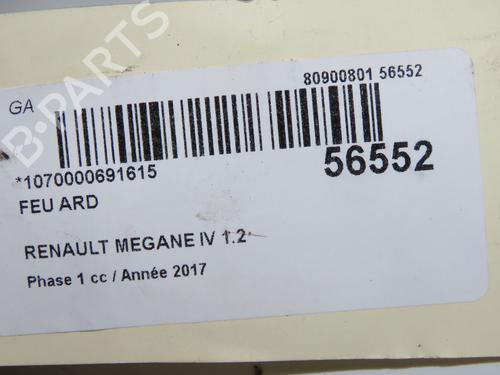 B-PARTS
GA
80900801 56552
*1070000691615
56552
FEU ARD
RENAULT MEGANE IV 1.2
Phase 1 cc / Année 2017